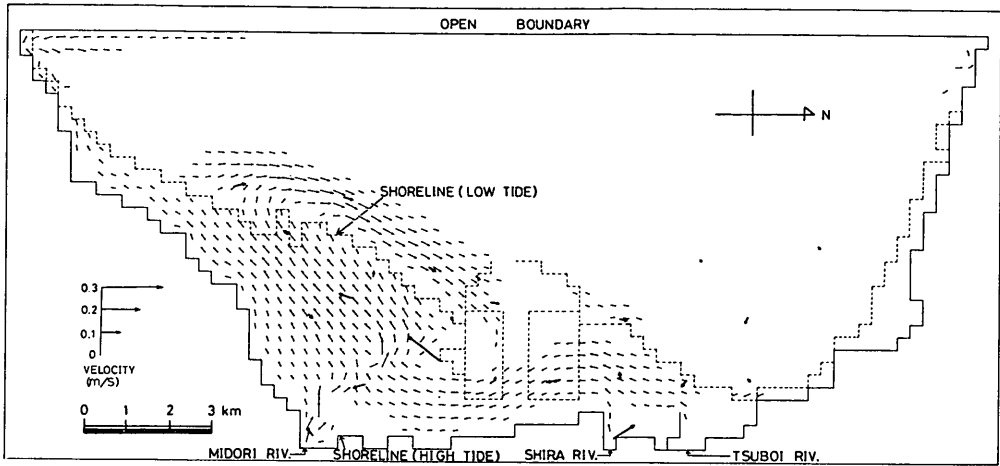 OPEN BOUNDARY
N
SHORELINE (LOW TIDE)
0.3
0.2
0.1
0
VELOCITY
(m/s)
0 1 2 3 km
MIDORI RIV.
SHORELINE (HIGH TIDE)
SHIRA RIV.
TSUBOI RIV.